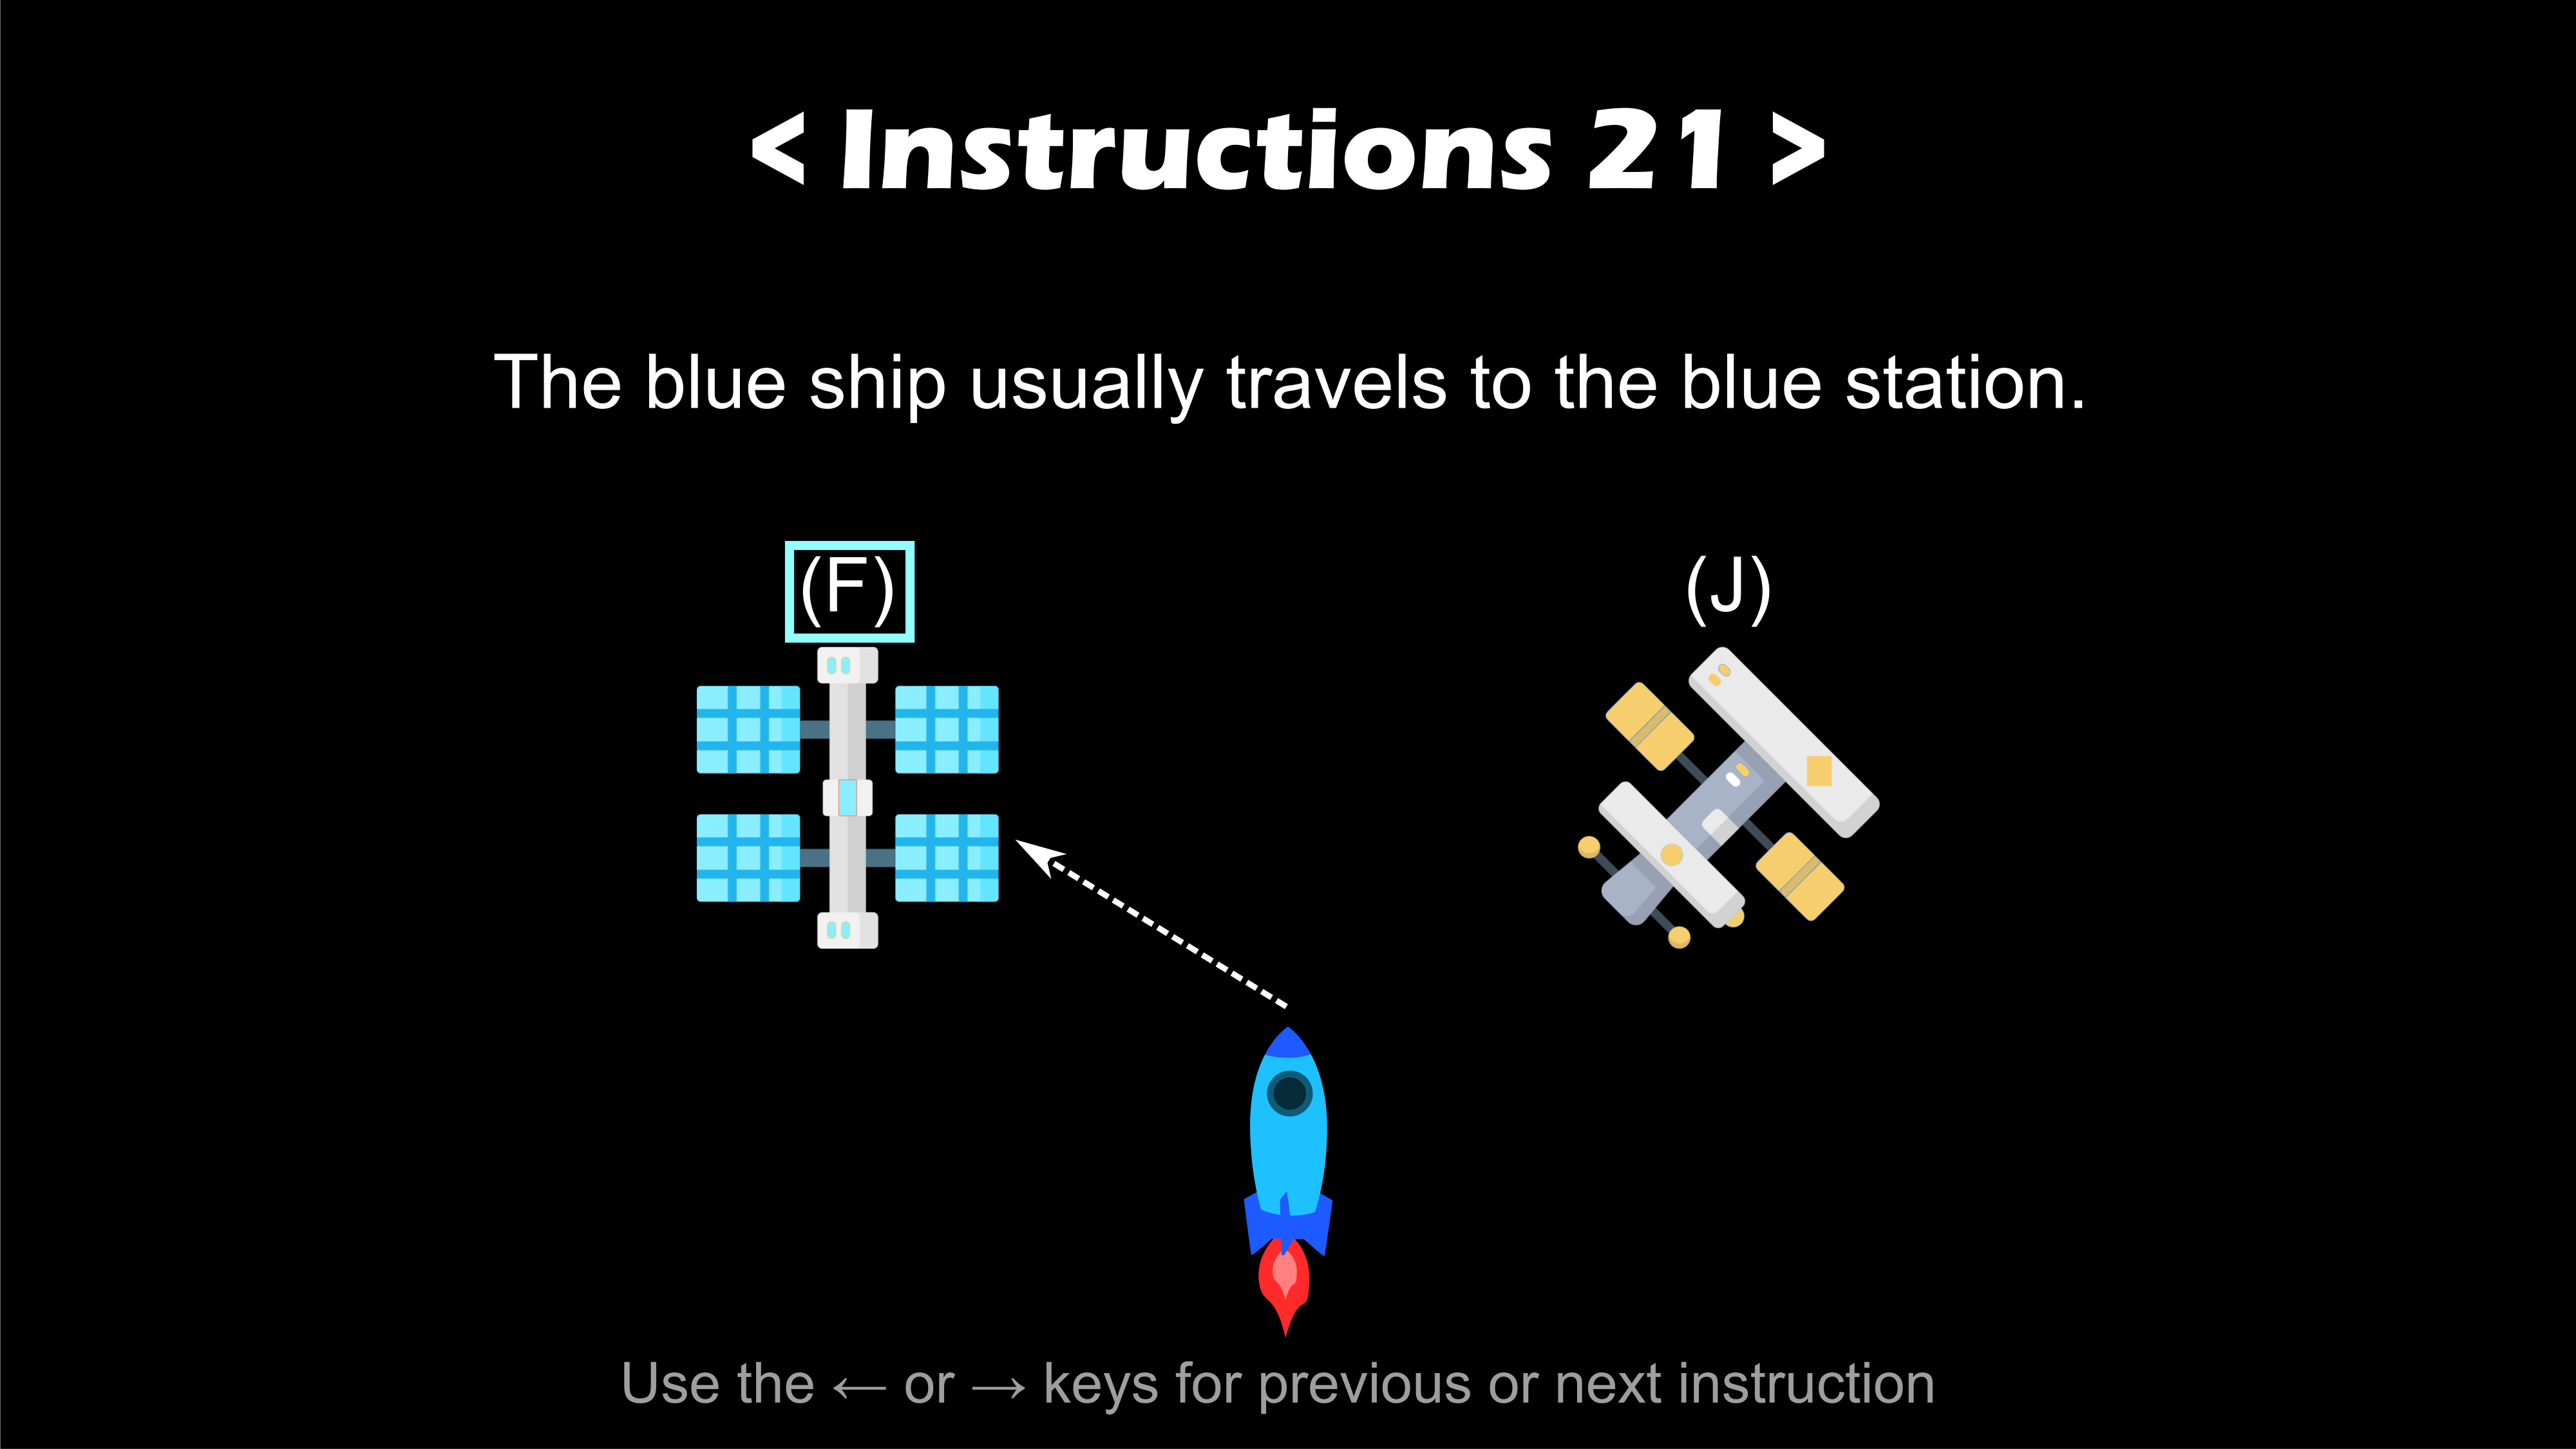 < Instructions 21 >
The blue ship usually travels to the blue station.
(F) (J)
Use the ← or → keys for previous or next instruction